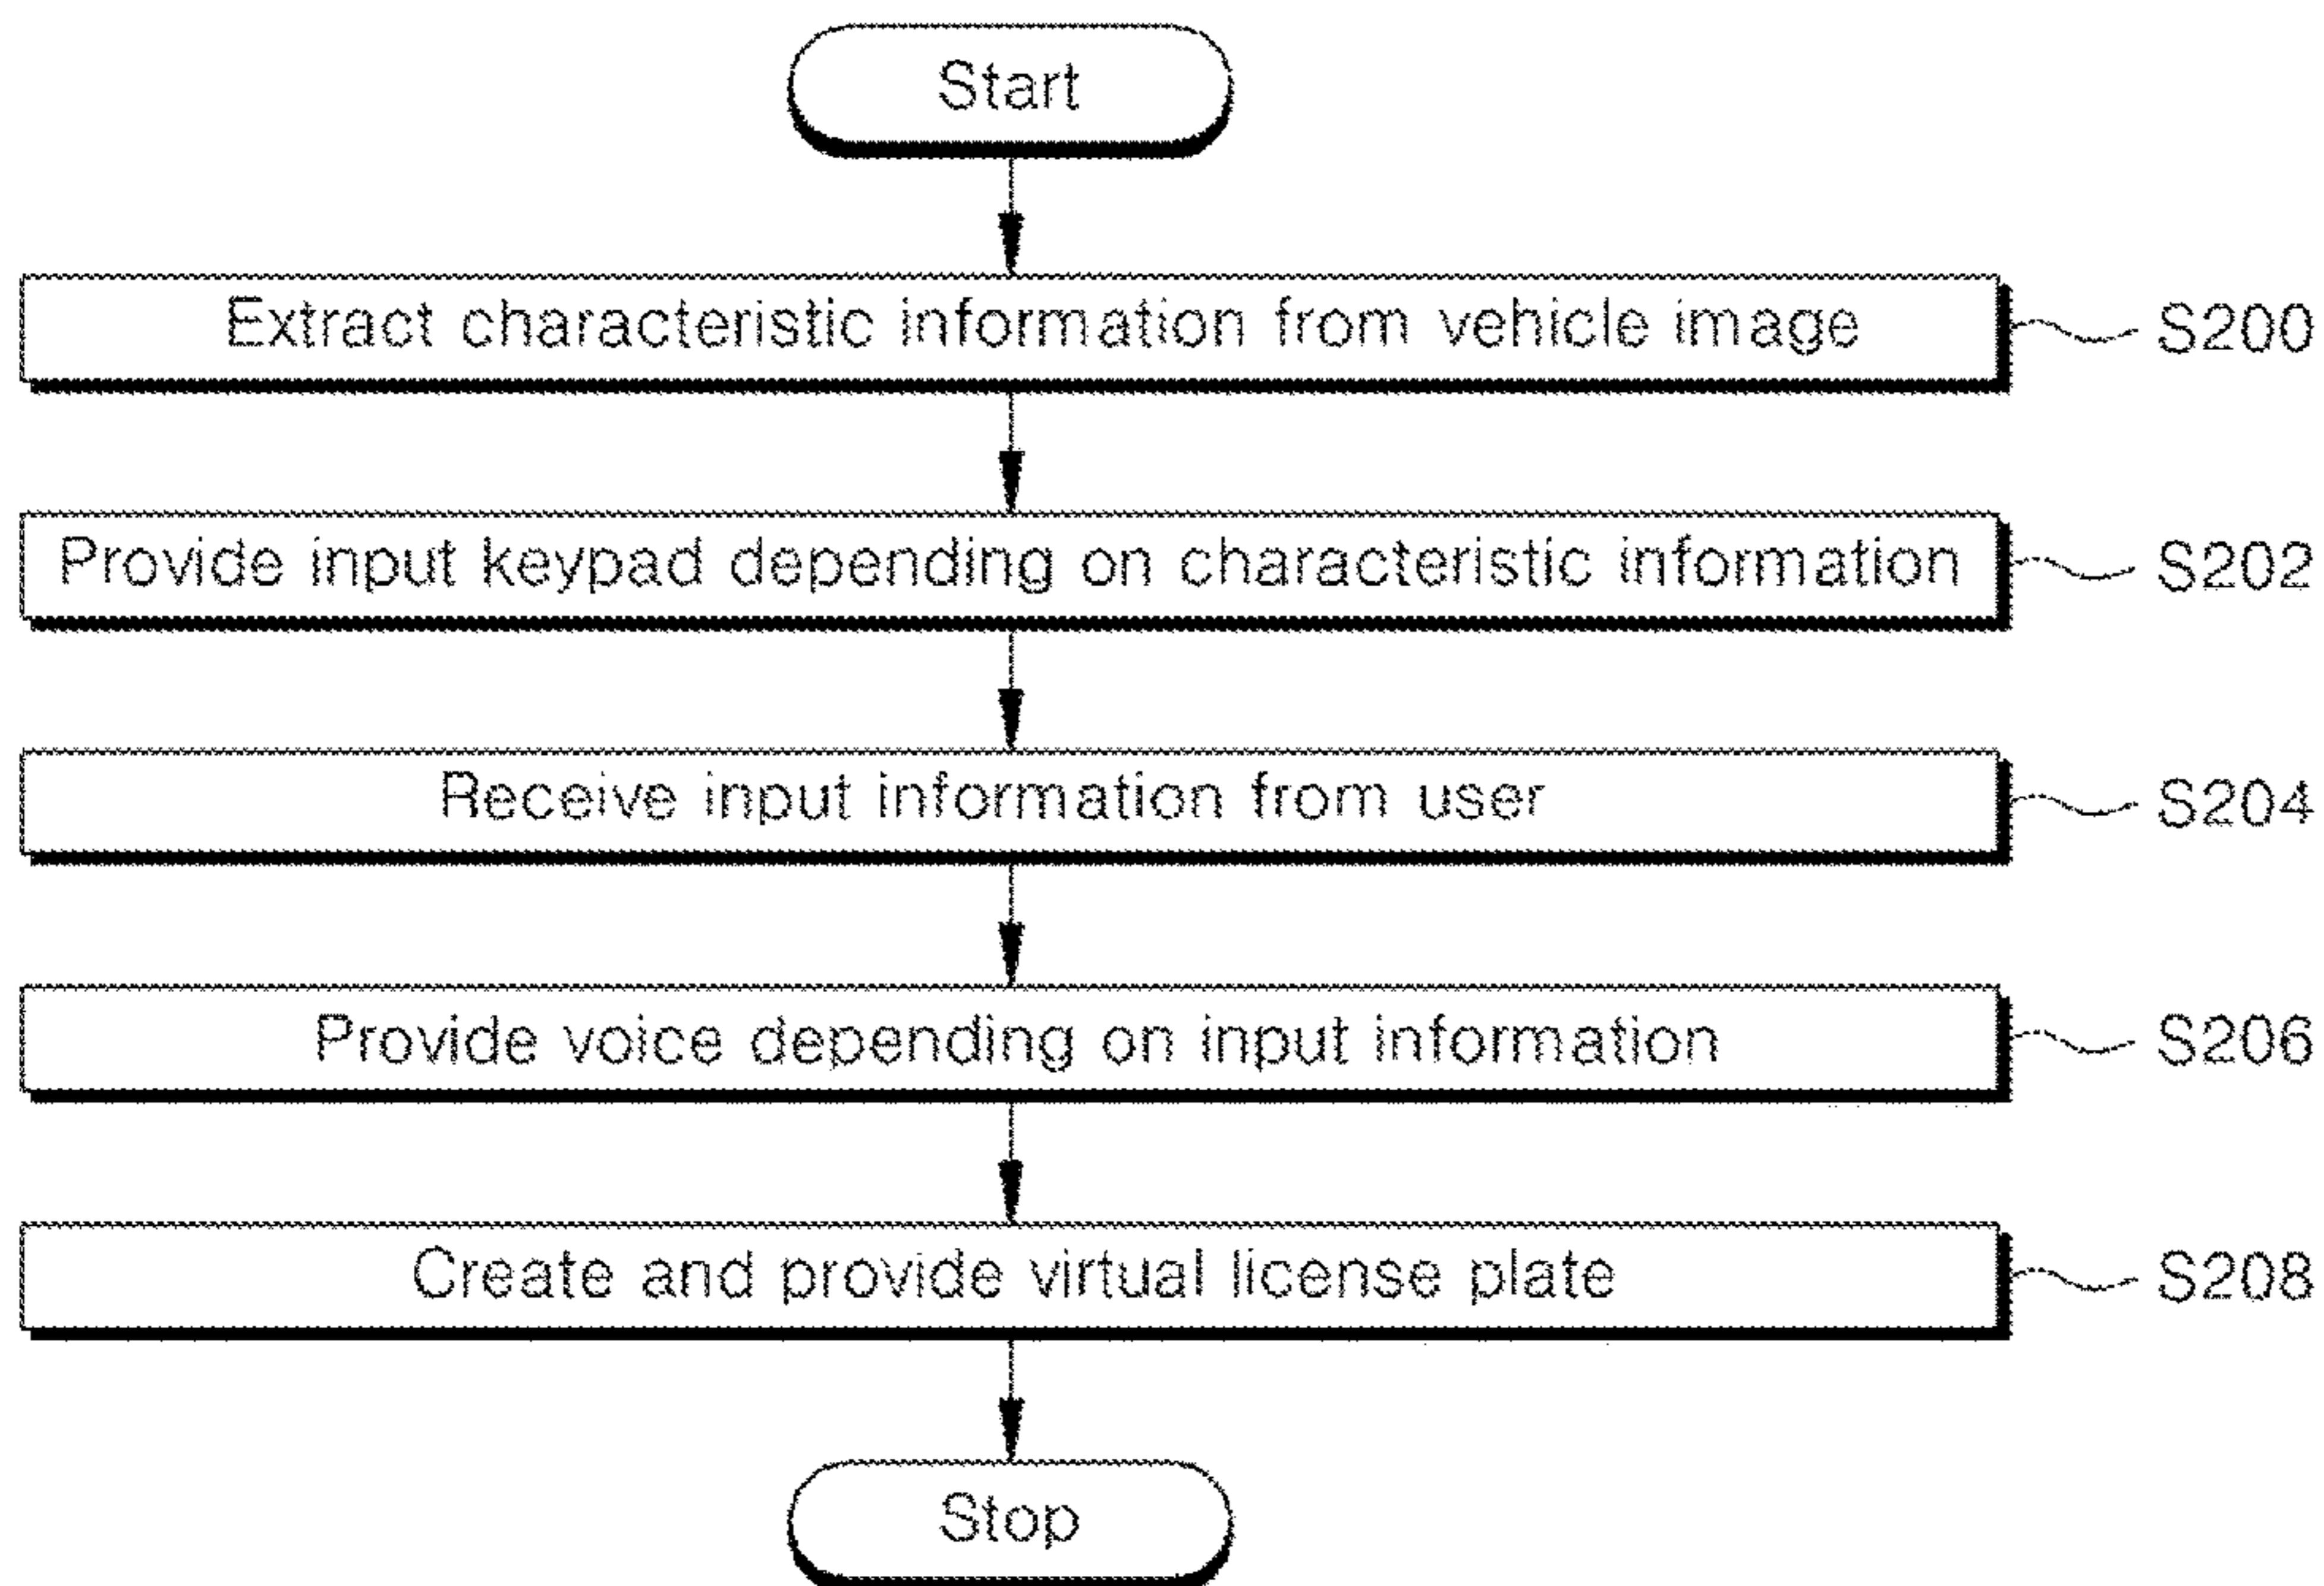 Start
Extract characteristic information from vehicle image S200
Provide input keypad depending on characteristic information S202
Receive input information from user S204
Provide voice depending on input information S206
Create and provide virtual license plate S208
Stop